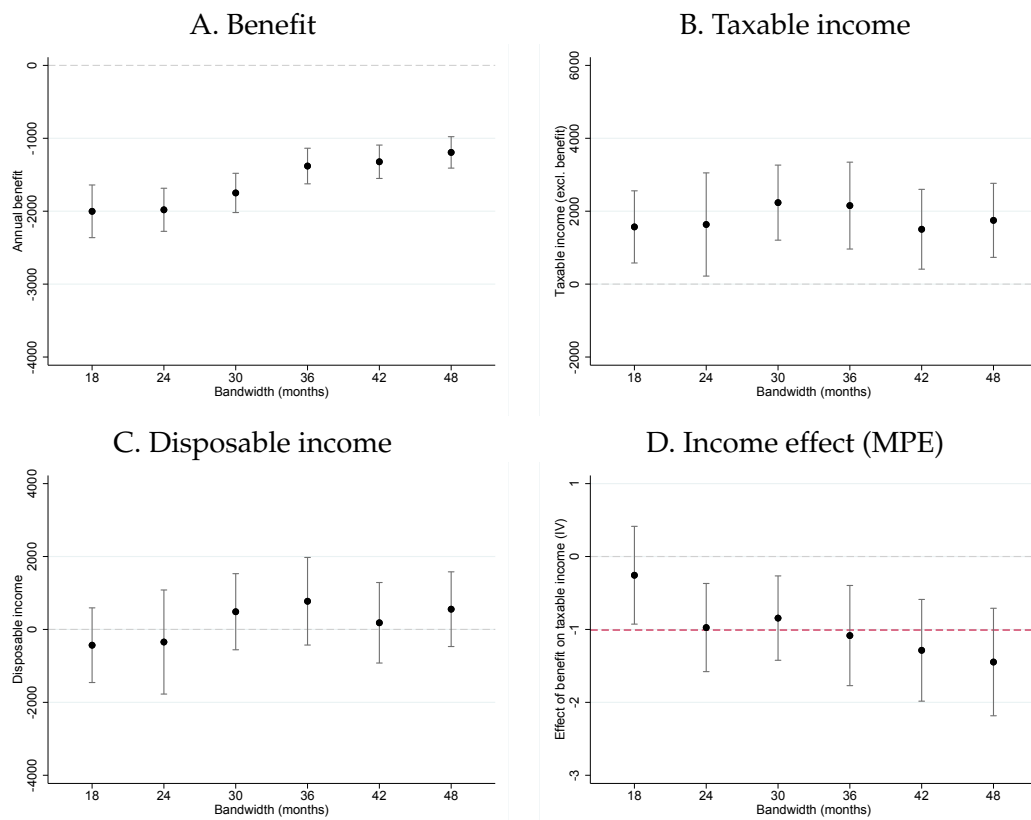 A. Benefit
Annual benefit
0
-1000
-2000
-3000
-4000
18 24 30 36 42 48
Bandwidth (months)
B. Taxable income
Taxable income (excl. benefit)
6000
4000
2000
0
-2000
18 24 30 36 42 48
Bandwidth (months)
C. Disposable income
Disposable income
4000
2000
0
-2000
-4000
18 24 30 36 42 48
Bandwidth (months)
D. Income effect (MPE)
Effect of benefit on taxable income (IV)
1
0
-1
-2
-3
18 24 30 36 42 48
Bandwidth (months)